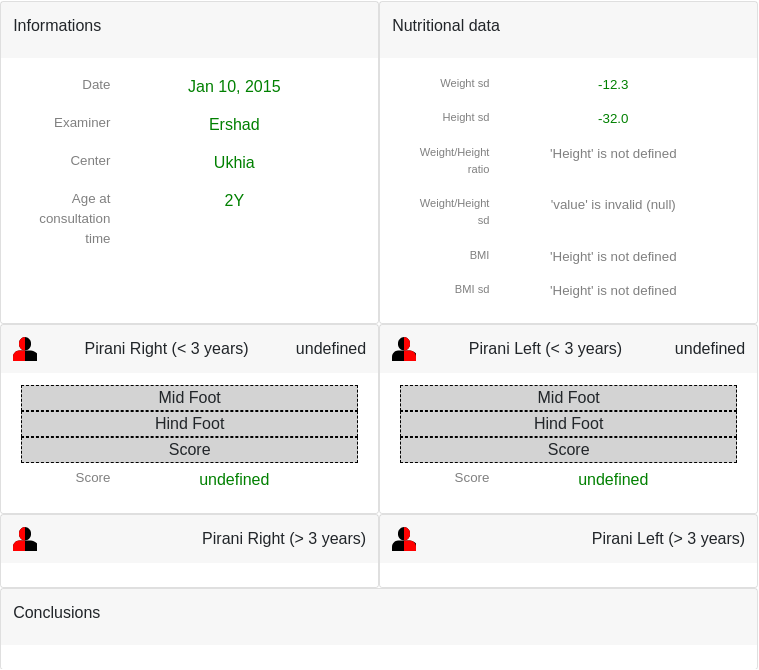 Informations
Date Jan 10, 2015
Examiner Ershad
Center Ukhia
Age at 2Y
consultation
time
Nutritional data
Weight sd -12.3
Height sd -32.0
Weight/Height 'Height' is not defined
ratio
Weight/Height 'value' is invalid (null)
sd
BMI 'Height' is not defined
BMI sd 'Height' is not defined
Pirani Right (< 3 years) undefined
Mid Foot
Hind Foot
Score
Score undefined
Pirani Left (< 3 years) undefined
Mid Foot
Hind Foot
Score
Score undefined
Pirani Right (> 3 years)
Pirani Left (> 3 years)
Conclusions